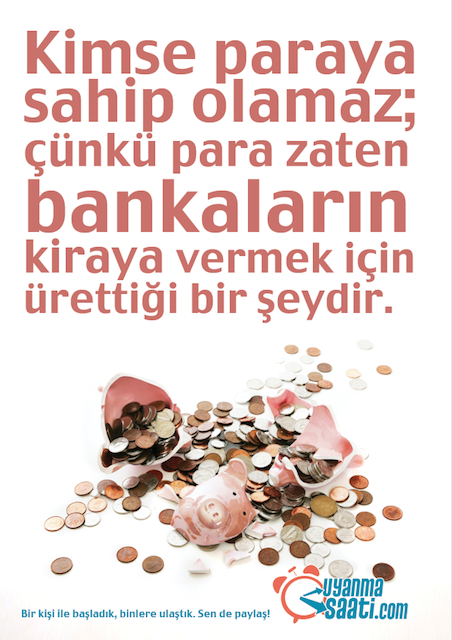 Kimse paraya
sahip olamaz;
çünkü para zaten
bankaların
kiraya vermek için
ürettiği bir şeydir.
uyanma
saati.com
Bir kişi ile başladık, binlere ulaştık. Sen de paylaş!